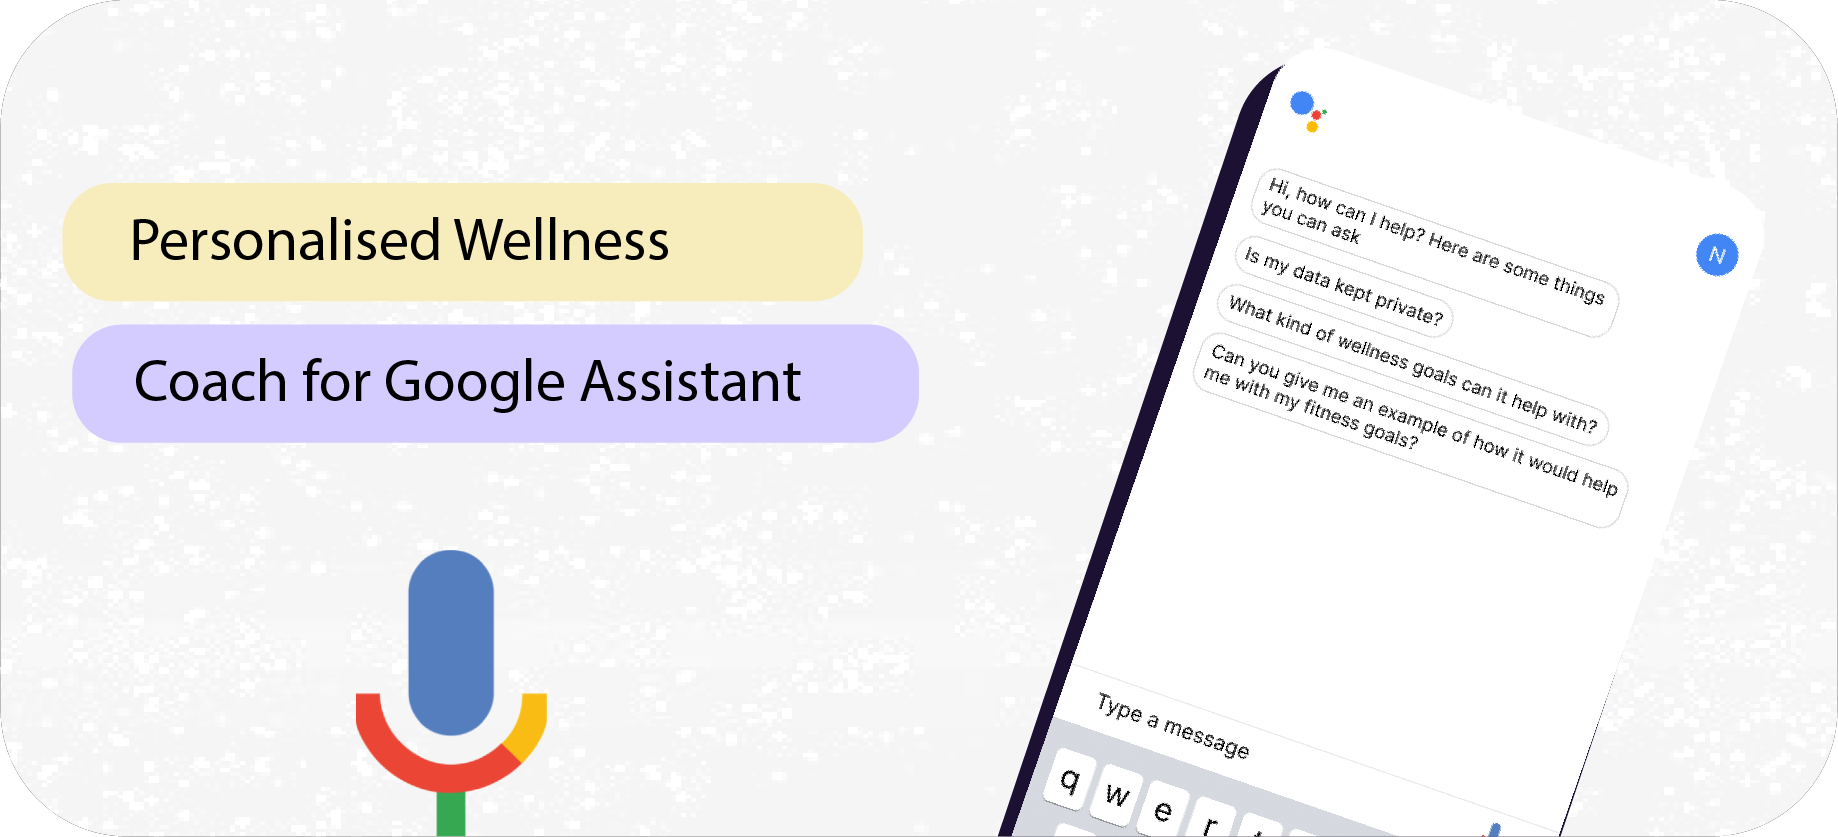 Personalised Wellness
Coach for Google Assistant
Hi, how can I help? Here are some things
you can ask
N
Is my data kept private?
What kind of wellness goals can it help with?
Can you give me an example of how it would help
me with my fitness goals?
Type a message
q w e r